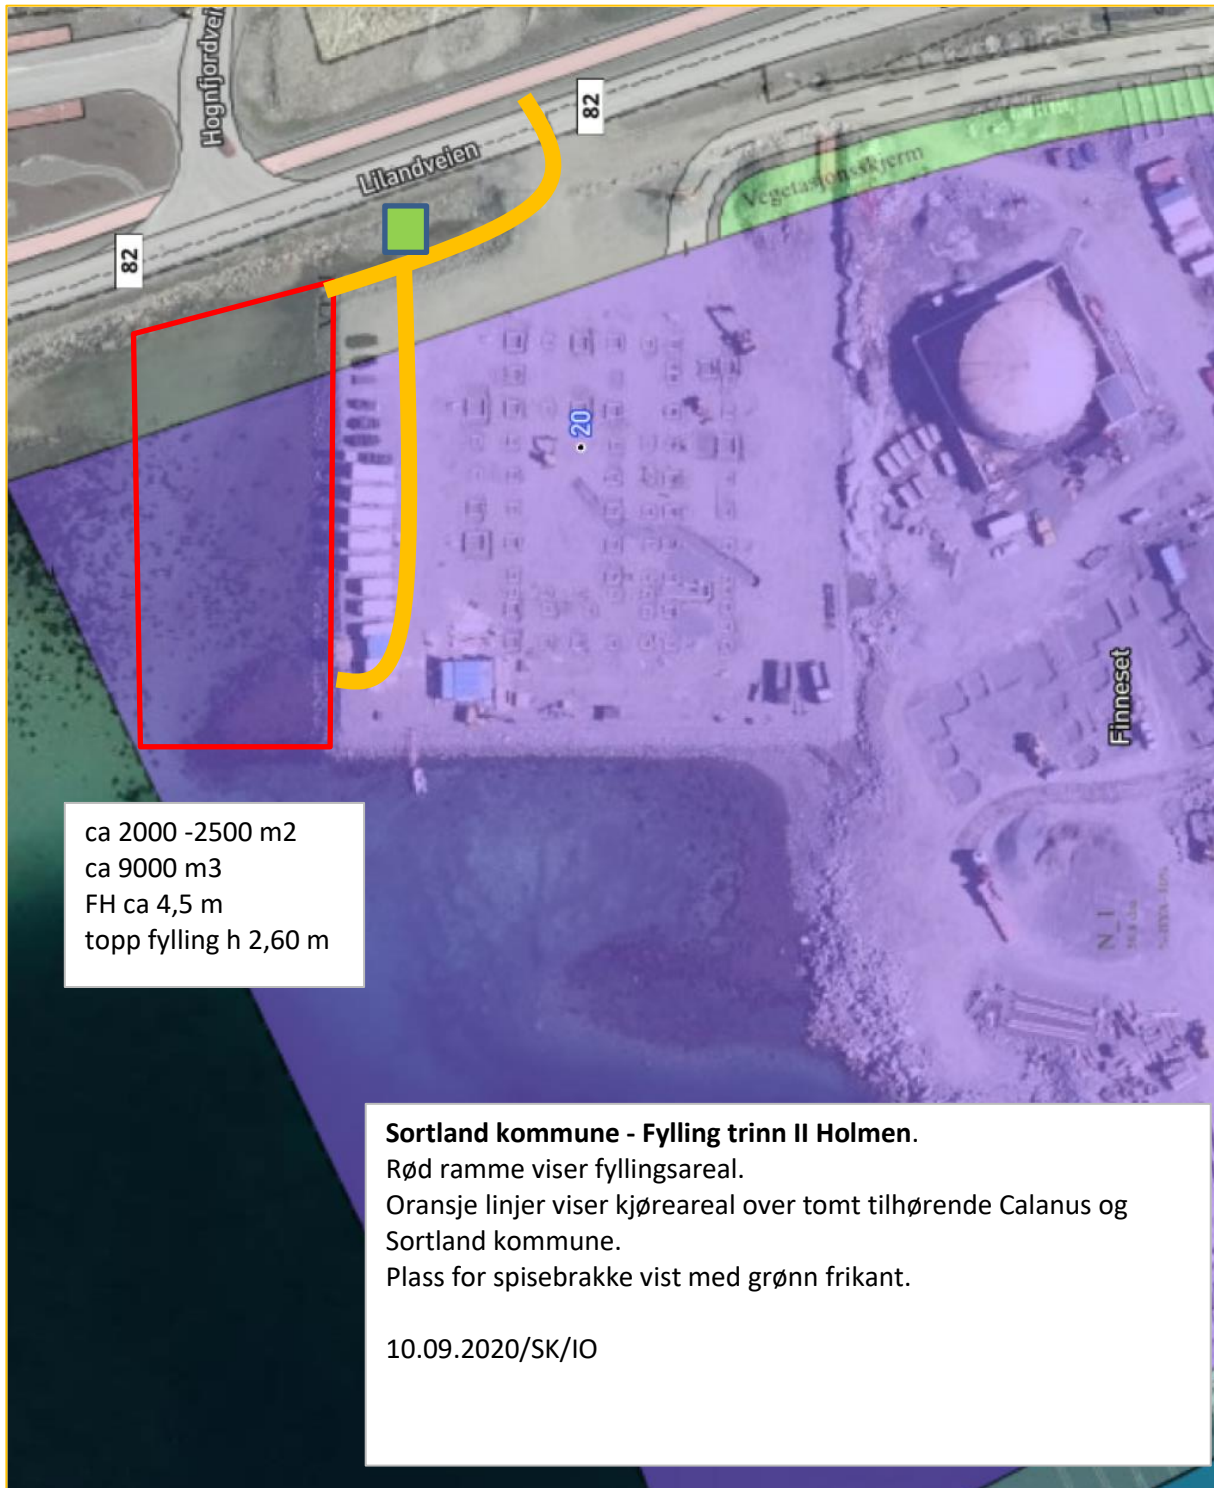 Hognfjordveien
82
Lilandveien
82
Vegetasjonsskjerm
20
Finneset
ca 2000 -2500 m2
ca 9000 m3
FH ca 4,5 m
topp fylling h 2,60 m
N_1
Sortland kommune - Fylling trinn II Holmen.
Rød ramme viser fyllingsareal.
Oransje linjer viser kjøreareal over tomt tilhørende Calanus og
Sortland kommune.
Plass for spisebrakke vist med grønn frikant.
10.09.2020/SK/IO